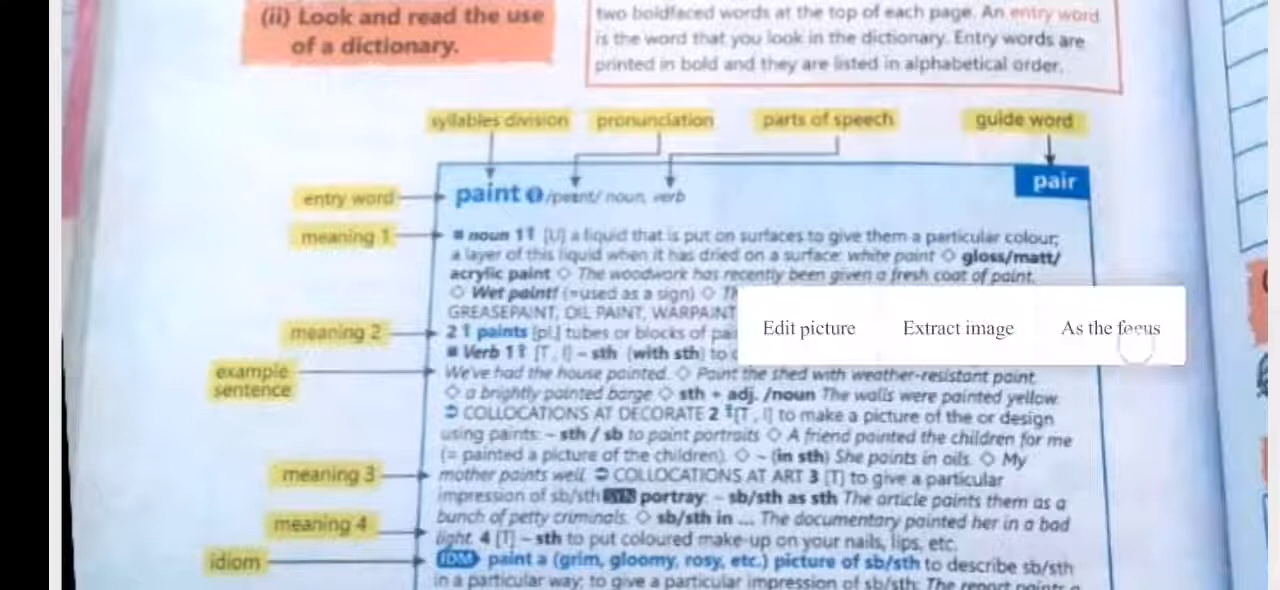 (ii) Look and read the use
of a dictionary.
two boldfaced words at the top of each page. An entry word
is the word that you look in the dictionary. Entry words are
printed in bold and they are listed in alphabetical order.
syllables division pronunciation parts of speech guide word
pair
entry word paint noun, verb
meaning 1 noun 1 [U] a liquid that is put on surfaces to give them a particular colour;
a layer of this liquid when it has dried on a surface: white paint ◇ gloss/matt/
acrylic paint ◇ The woodwork has recently been given a fresh coat of paint.
◇ Wet paint! (=used as a sign) ◇
GREASEPAINT, OIL PAINT, WARPAINT
Edit picture Extract image As the focus
meaning 2 2 paints [pl.] tubes or blocks of
Verb 1 [T, I] ~ sth (with sth) to
example
sentence
We've had the house painted. ◇ Paint the shed with weather-resistant paint.
◇ a brightly painted barge ◇ sth + adj. /noun The walls were painted yellow.
COLLOCATIONS AT DECORATE 2 [T, I] to make a picture of the or design
using paints: ~ sth / sb to paint portraits ◇ A friend painted the children for me
(= painted a picture of the children). ◇ ~ (in sth) She paints in oils. ◇ My
meaning 3 mother paints well. COLLOCATIONS AT ART 3 [T] to give a particular
impression of sb/sth SYN portray: ~ sb/sth as sth The article paints them as a
meaning 4 bunch of petty criminals. ◇ sb/sth in ... The documentary painted her in a bad
light. 4 [T] ~ sth to put coloured make-up on your nails, lips, etc.
idiom IDM paint a (grim, gloomy, rosy, etc.) picture of sb/sth to describe sb/sth
in a particular way; to give a particular impression of sb/sth: The report paints a